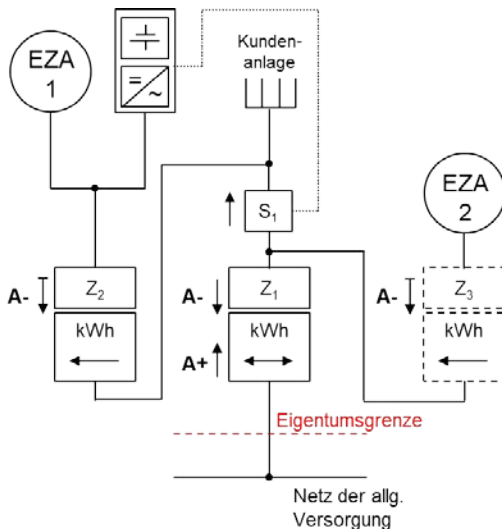 EZA
1
=
~
Kunden-
anlage
EZA
2
S₁
A-
Z₂
kWh
A-
Z₁
A+
kWh
A-
Z₃
kWh
Eigentumsgrenze
Netz der allg.
Versorgung